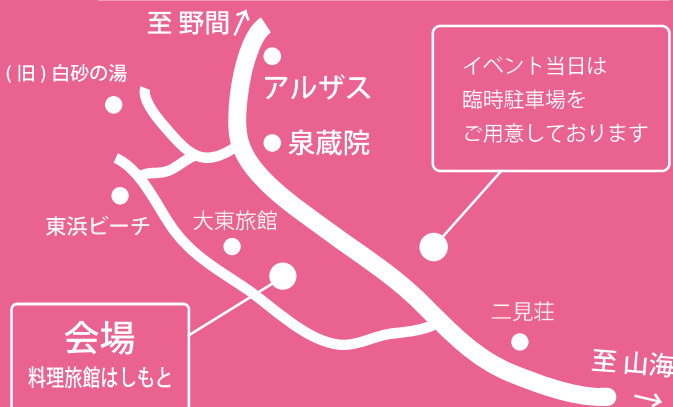 至 野間
(旧)白砂の湯
アルザス
イベント当日は
臨時駐車場を
ご用意しております
泉蔵院
東浜ビーチ
大東旅館
二見荘
会場
料理旅館はしもと
至 山海